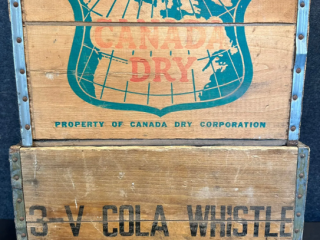 CANADA
DRY
PROPERTY OF CANADA DRY CORPORATION
3-V COLA WHISTLE